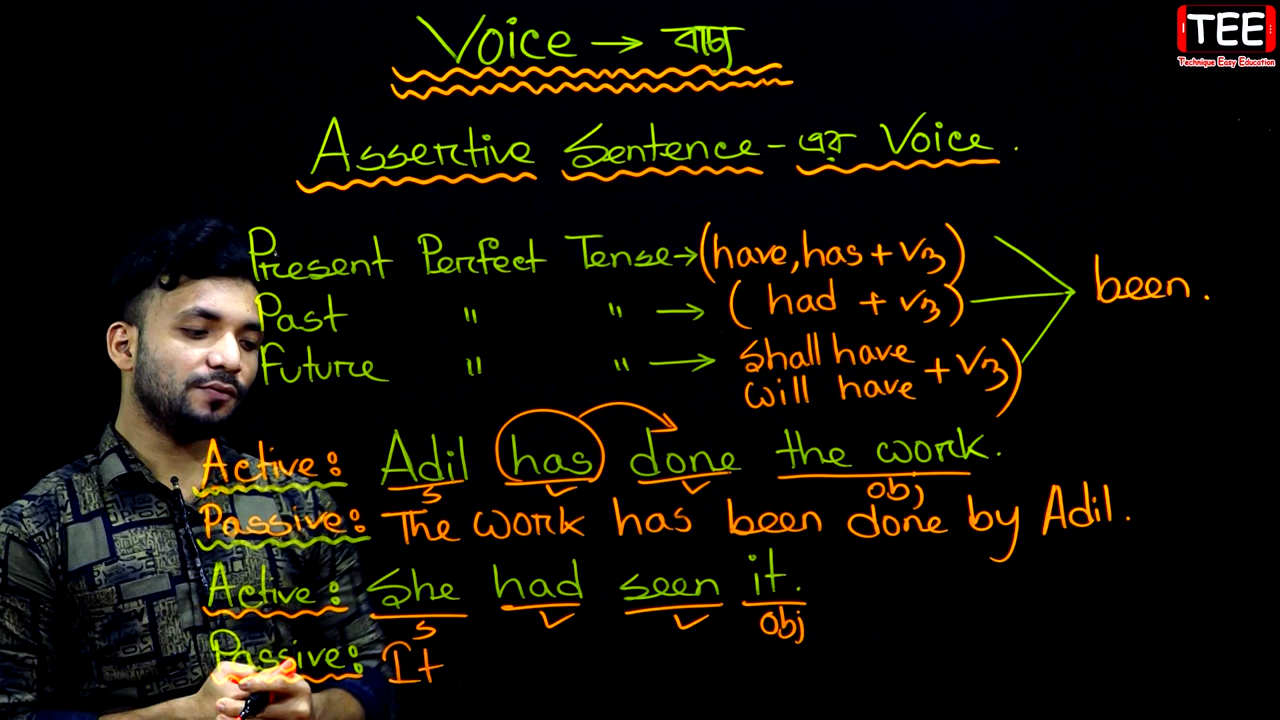 TEE
Technique Easy Education
Voice → বাচ্য
Assertive Sentence - এর Voice.
Present Perfect Tense → (have, has + V3)
Past " " → (had + V3)
Future " " → shall have
will have + V3)
been.
Active: Adil has done the work.
S V V obj
Passive: The work has been done by Adil.
Active: She had seen it.
S V V obj
Passive: It